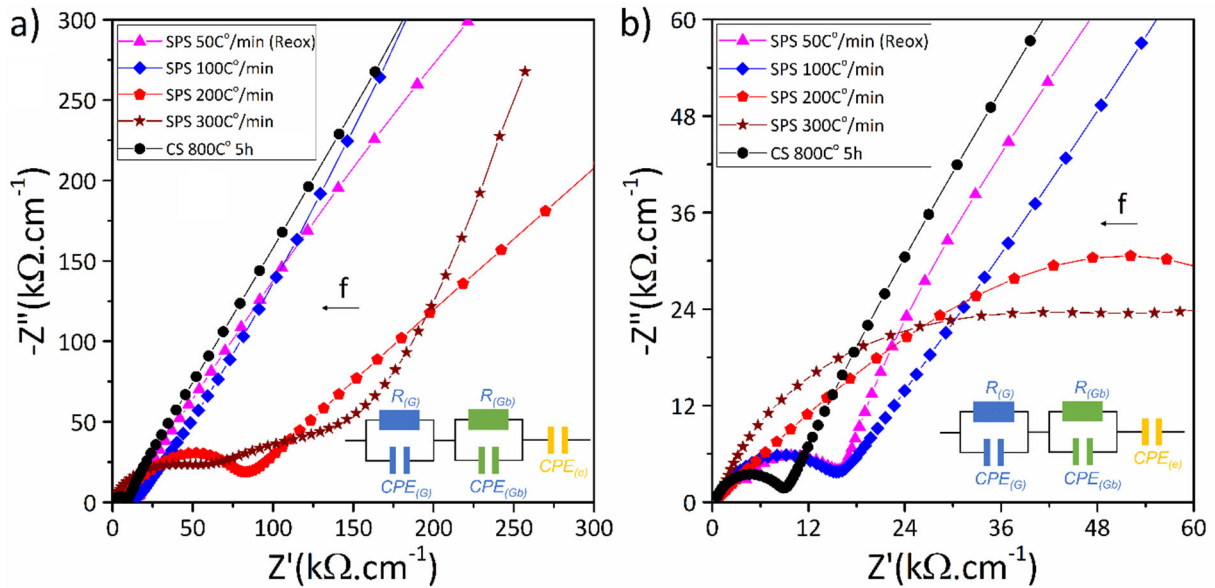 a)
300
250
200
150
100
50
0
-Z''(kΩ.cm⁻¹)
SPS 50C°/min (Reox)
SPS 100C°/min
SPS 200C°/min
SPS 300C°/min
CS 800C° 5h
f
R(G)
R(Gb)
CPE(G)
CPE(Gb)
CPE(e)
0 50 100 150 200 250 300
Z'(kΩ.cm⁻¹)
b)
60
48
36
24
12
0
-Z''(kΩ.cm⁻¹)
SPS 50C°/min (Reox)
SPS 100C°/min
SPS 200C°/min
SPS 300C°/min
CS 800C° 5h
f
R(G)
R(Gb)
CPE(G)
CPE(Gb)
CPE(e)
0 12 24 36 48 60
Z'(kΩ.cm⁻¹)